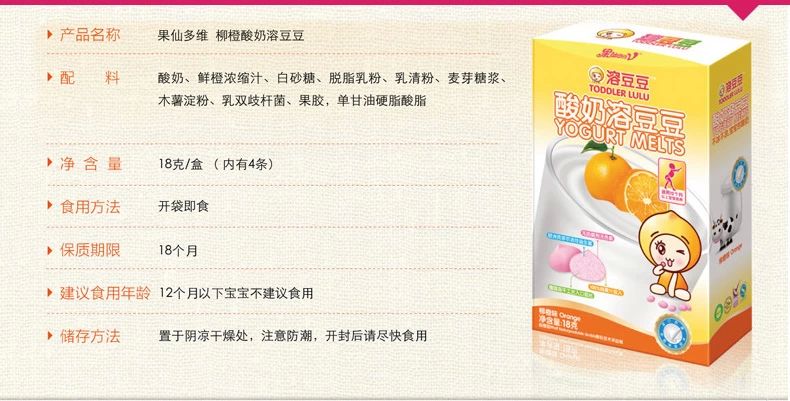 产品名称 果仙多维 柳橙酸奶溶豆豆
配 料 酸奶、鲜橙浓缩汁、白砂糖、脱脂乳粉、乳清粉、麦芽糖浆、
木薯淀粉、乳双歧杆菌、果胶，单甘油硬脂酸脂
净 含 量 18克/盒 （ 内有4条）
食用方法 开袋即食
保质期限 18个月
建议食用年龄 12个月以下宝宝不建议食用
储存方法 置于阴凉干燥处，注意防潮，开封后请尽快食用
溶豆豆
TODDLER LULU
酸奶溶豆豆
YOGURT MELTS
柳橙味 Orange
净含量:18克
溶豆豆
TODDLER LULU